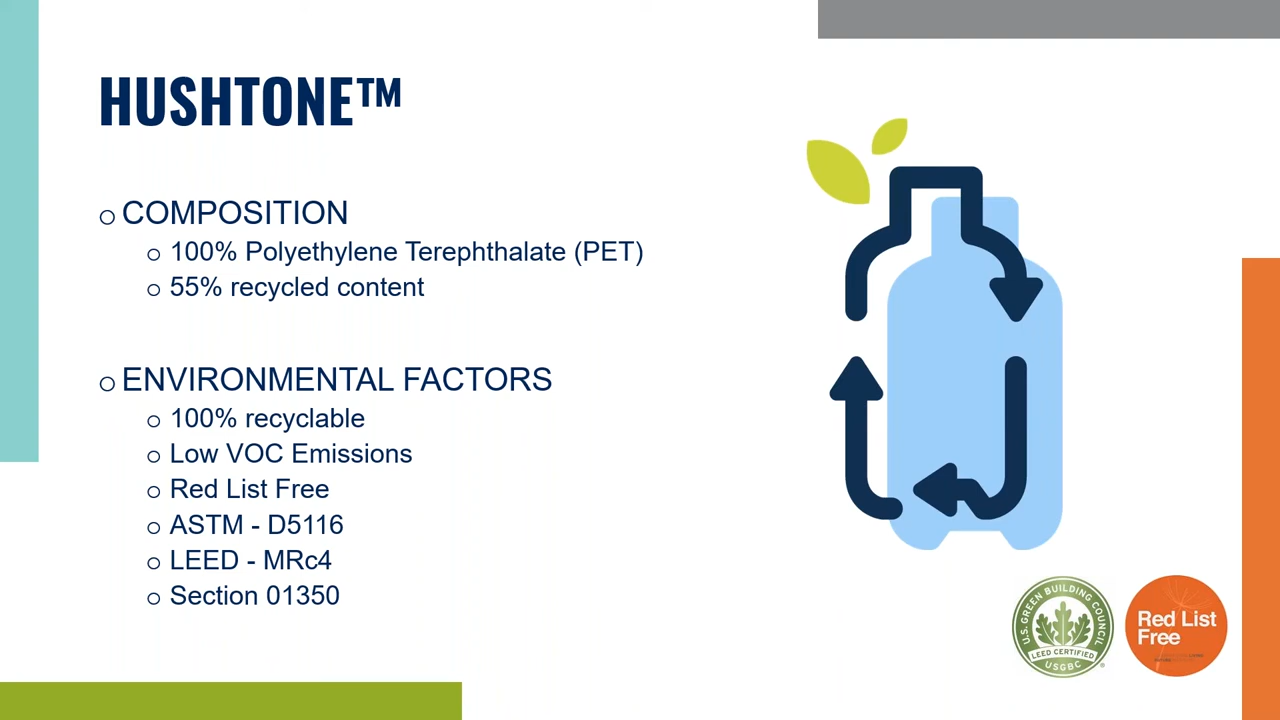 HUSHTONE™
COMPOSITION
100% Polyethylene Terephthalate (PET)
55% recycled content
ENVIRONMENTAL FACTORS
100% recyclable
Low VOC Emissions
Red List Free
ASTM - D5116
LEED - MRc4
Section 01350
U.S. GREEN BUILDING COUNCIL
LEED CERTIFIED
USGBC
®
Red List
Free